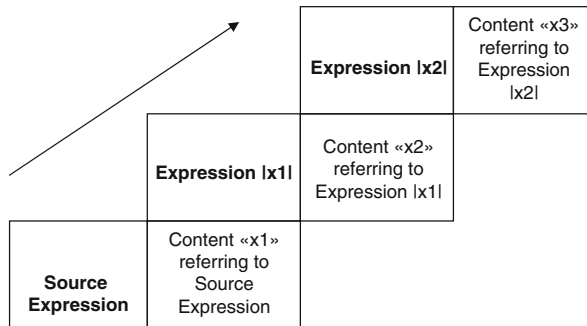 Expression |x2|
Content «x3»
referring to
Expression
|x2|
Expression |x1|
Content «x2»
referring to
Expression |x1|
Source
Expression
Content «x1»
referring to
Source
Expression